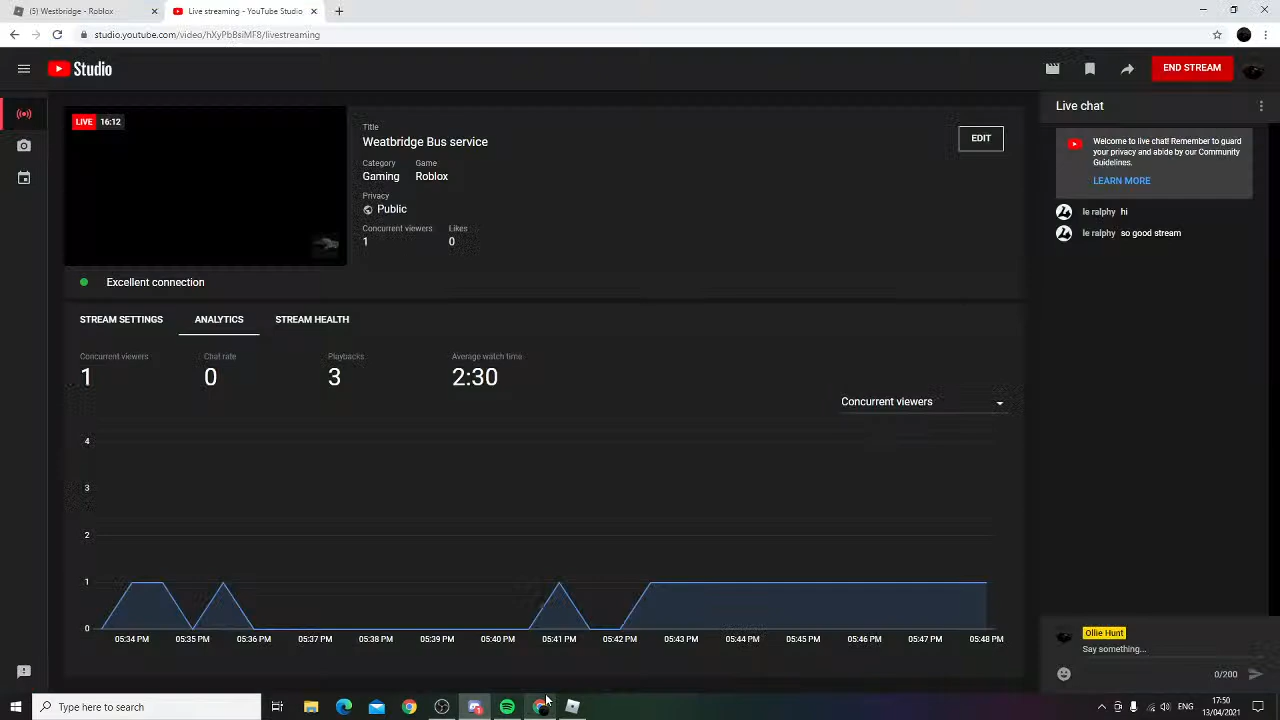 (5) Westbridge - Roblox
Live streaming - YouTube Studio
studio.youtube.com/video/hXyPbBsiMF8/livestreaming
Studio
END STREAM
LIVE 16:12
Title
Weatbridge Bus service
EDIT
Category Game
Gaming Roblox
Privacy
Public
Concurrent viewers Likes
1 0
Excellent connection
STREAM SETTINGS ANALYTICS STREAM HEALTH
Concurrent viewers Chat rate Playbacks Average watch time
1 0 3 2:30
Concurrent viewers
4
3
2
1
0
05:34 PM 05:35 PM 05:36 PM 05:37 PM 05:38 PM 05:39 PM 05:40 PM 05:41 PM 05:42 PM 05:43 PM 05:44 PM 05:45 PM 05:46 PM 05:47 PM 05:48 PM
Live chat
Welcome to live chat! Remember to guard
your privacy and abide by our Community
Guidelines.
LEARN MORE
le ralphy hi
le ralphy so good stream
Ollie Hunt
Say something...
0/200
Type here to search
ENG
17:50
13/04/2021